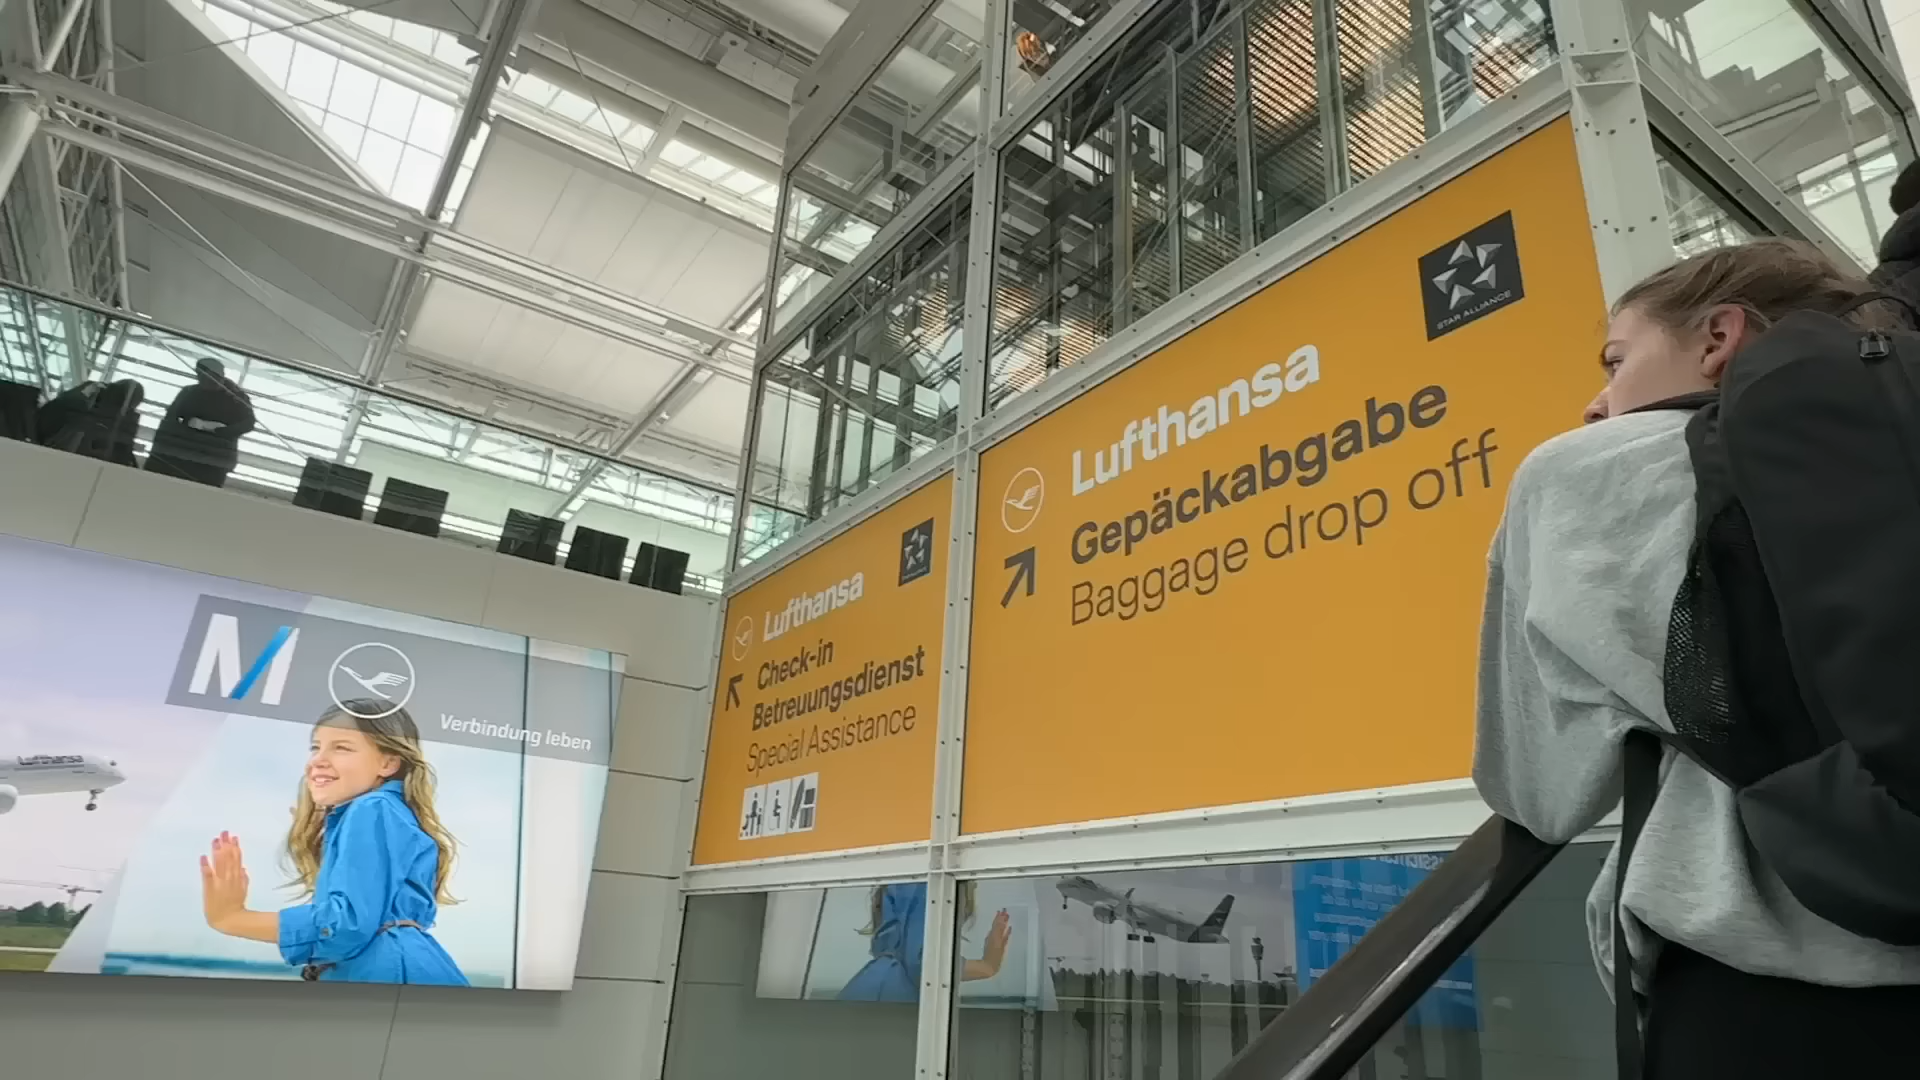 STAR ALLIANCE
Lufthansa
Gepäckabgabe
Baggage drop off
Lufthansa
Check-in
Betreuungsdienst
Special Assistance
M
Verbindung leben
Lufthansa